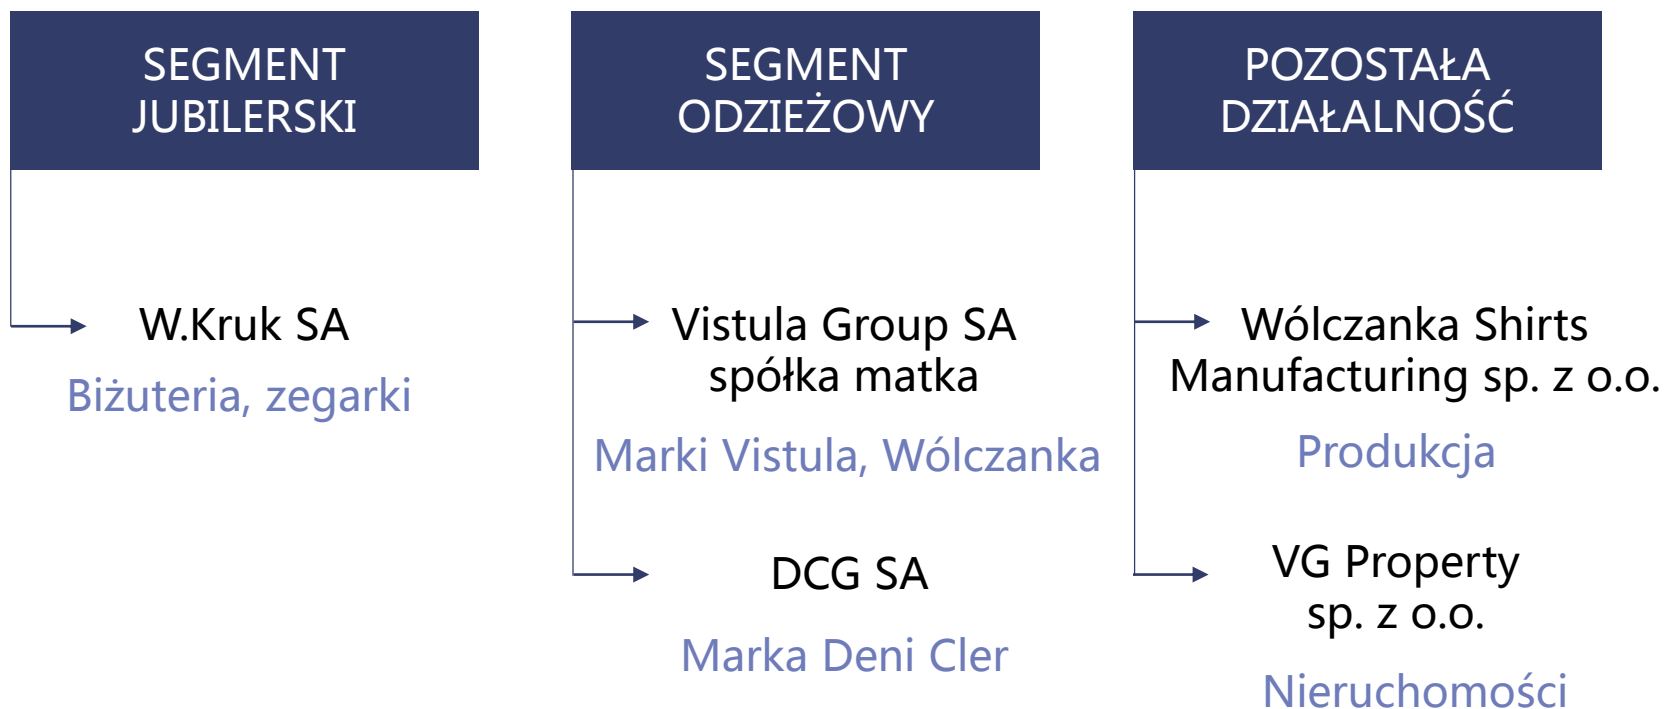 SEGMENT
JUBILERSKI
W.Kruk SA
Biżuteria, zegarki
SEGMENT
ODZIEŻOWY
Vistula Group SA
spółka matka
Marki Vistula, Wólczanka
DCG SA
Marka Deni Cler
POZOSTAŁA
DZIAŁALNOŚĆ
Wólczanka Shirts
Manufacturing sp. z o.o.
Produkcja
VG Property
sp. z o.o.
Nieruchomości